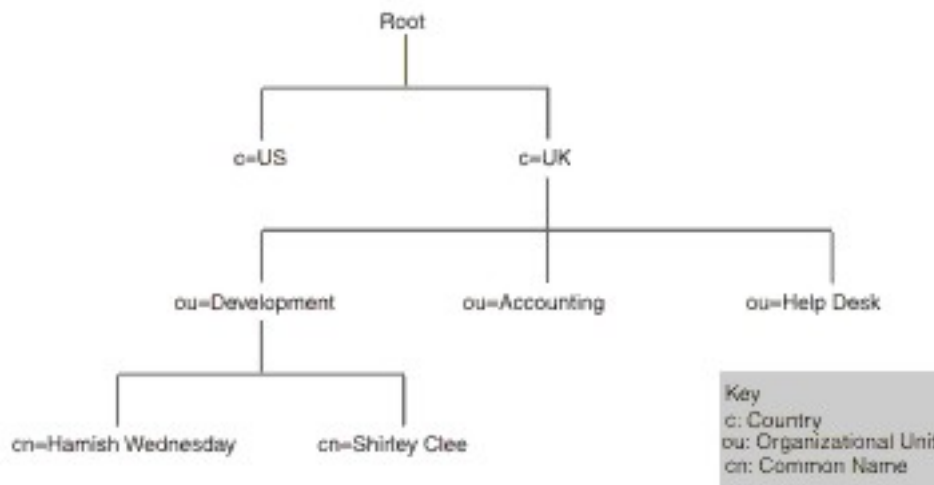 Root
c=US
c=UK
ou=Development
ou=Accounting
ou=Help Desk
cn=Hamish Wednesday
cn=Shirley Clee
Key
c: Country
ou: Organizational Unit
cn: Common Name